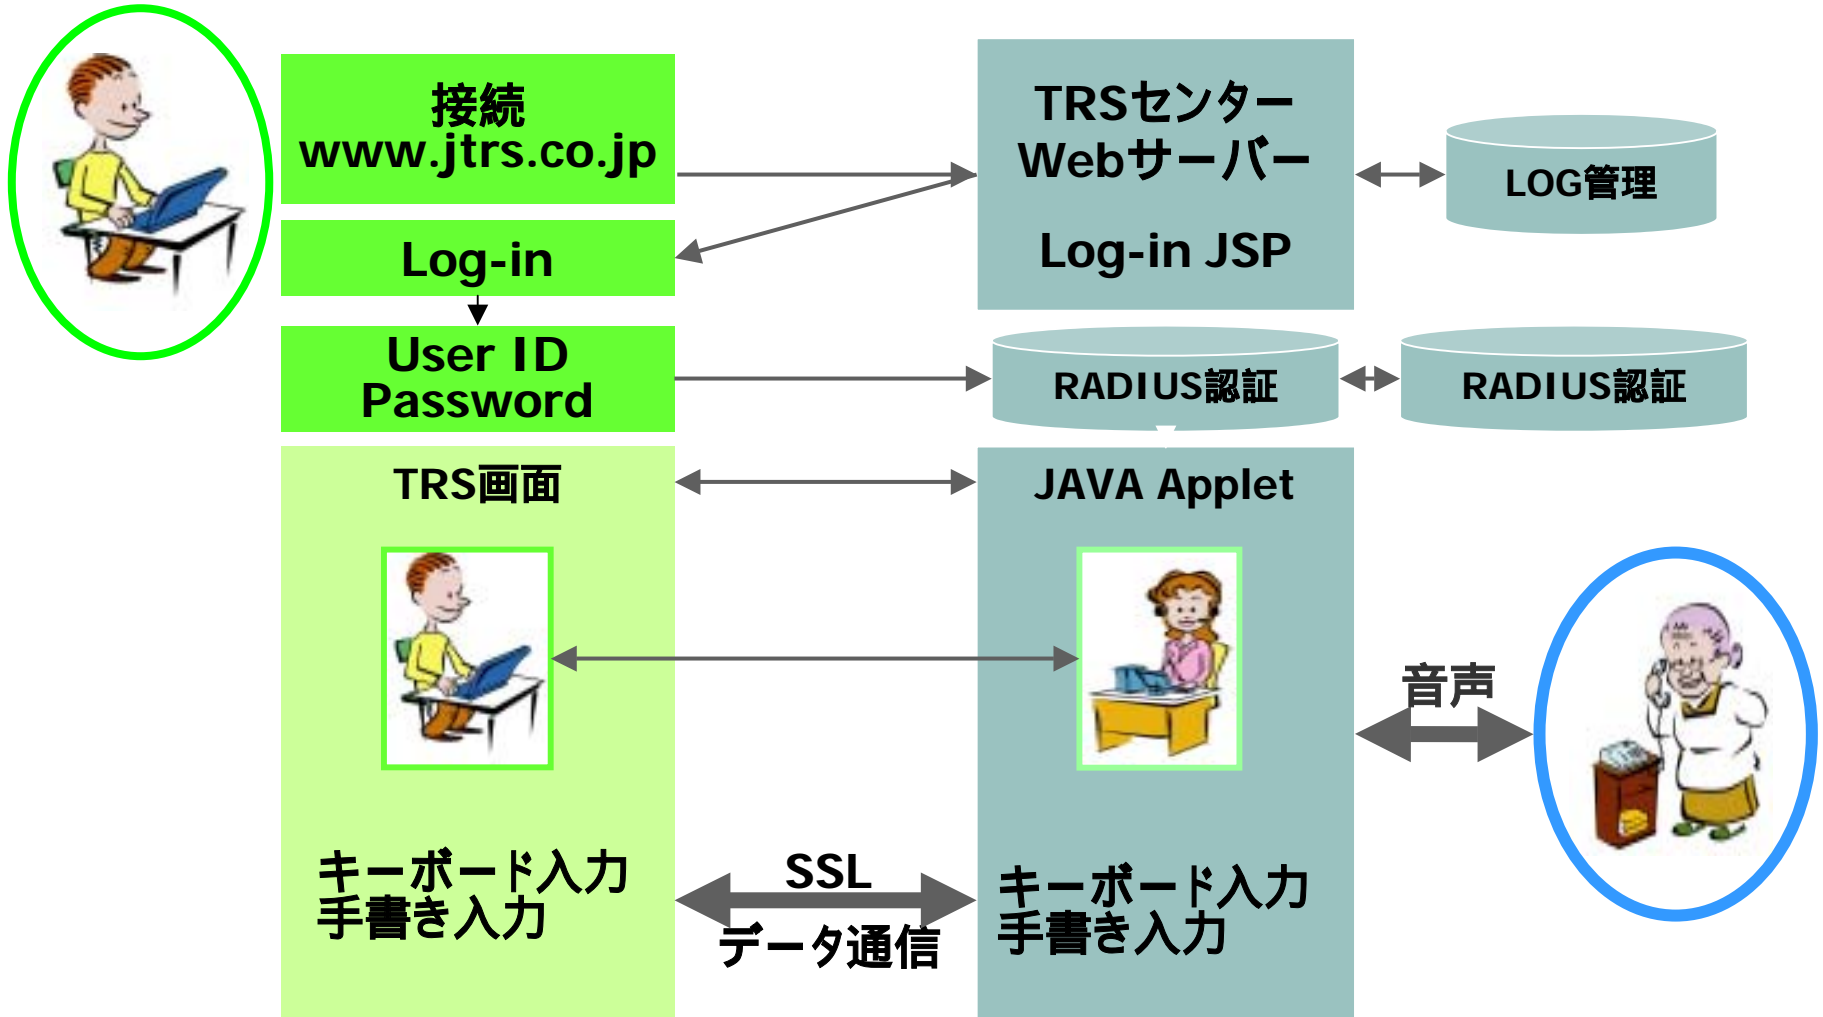 接続
www.jtrs.co.jp
TRSセンター
Webサーバー
Log-in JSP
LOG管理
Log-in
User ID
Password
RADIUS認証
RADIUS認証
TRS画面
JAVA Applet
音声
キーボード入力
手書き入力
SSL
データ通信
キーボード入力
手書き入力